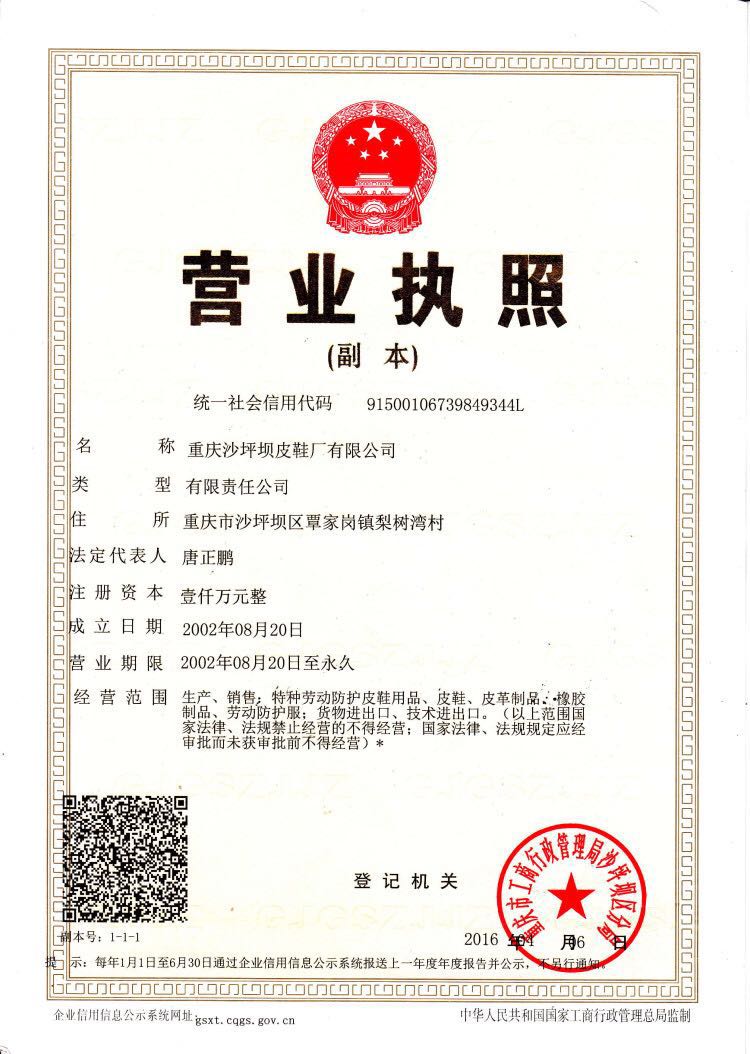 营业执照
(副 本)
统一社会信用代码 91500106739849344L
名 称 重庆沙坪坝皮鞋厂有限公司
类 型 有限责任公司
住 所 重庆市沙坪坝区覃家岗镇梨树湾村
法定代表人 唐正鹏
注册资本 壹仟万元整
成立日期 2002年08月20日
营业期限 2002年08月20日至永久
经营范围 生产、销售：特种劳动防护皮鞋用品、皮鞋、皮革制品、橡胶
制品、劳动防护服；货物进出口、技术进出口。（以上范围国
家法律、法规禁止经营的不得经营；国家法律、法规规定应经
审批而未获审批前不得经营）*
登记机关
重庆市工商行政管理局沙坪坝区分局
2016 年 04 月 06 日
副本号：1-1-1
提 示：每年1月1日至6月30日通过企业信用信息公示系统报送上一年度年度报告并公示，不另行通知。
企业信用信息公示系统网址：gsxt.cqgs.gov.cn
中华人民共和国国家工商行政管理总局监制